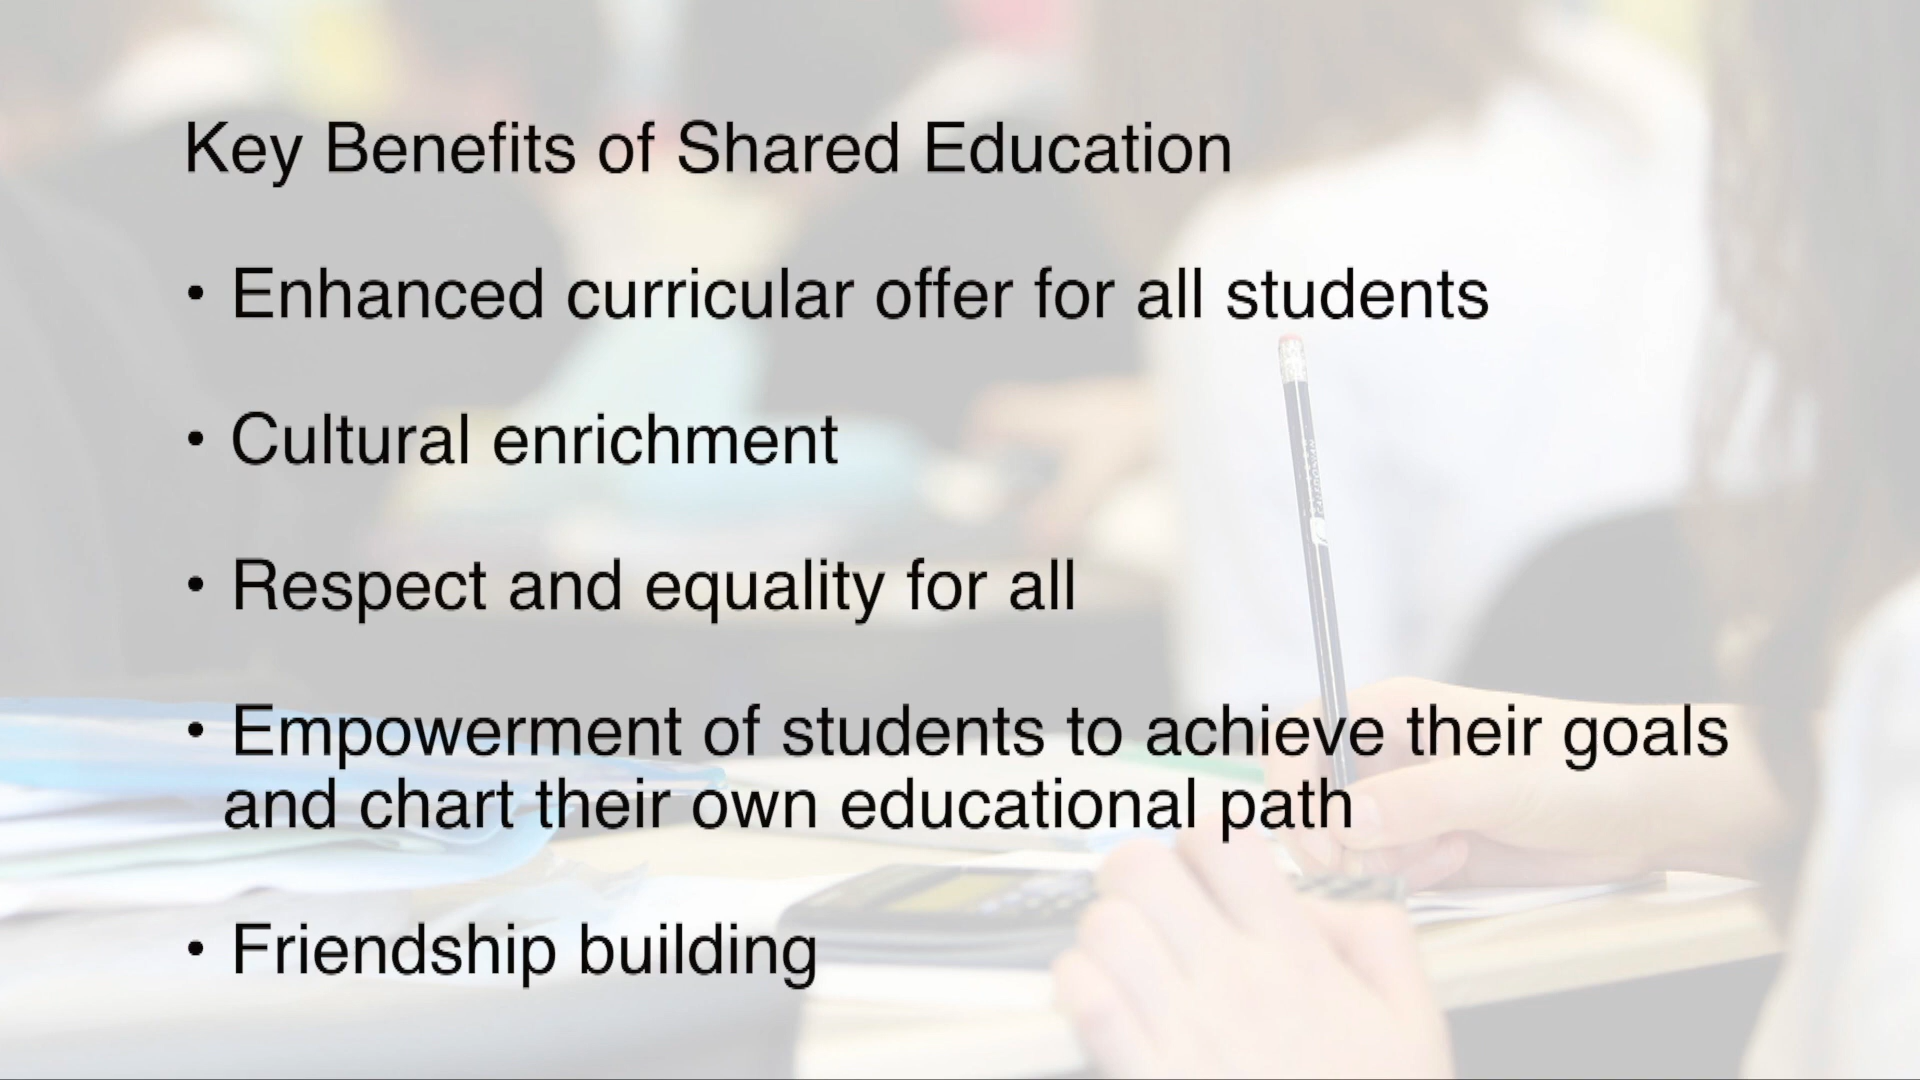 Key Benefits of Shared Education
• Enhanced curricular offer for all students
• Cultural enrichment
• Respect and equality for all
• Empowerment of students to achieve their goals
and chart their own educational path
• Friendship building